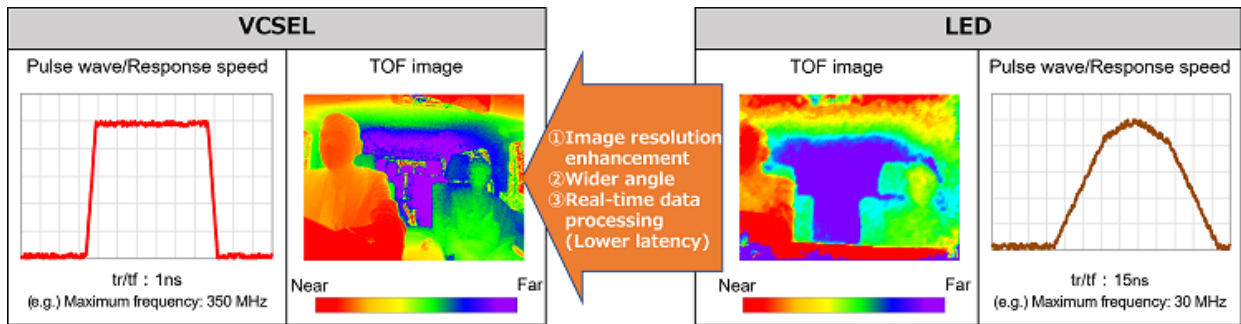 VCSEL
Pulse wave/Response speed
TOF image
tr/tf : 1ns
(e.g.) Maximum frequency: 350 MHz
Near
Far
①Image resolution
enhancement
②Wider angle
③Real-time data
processing
(Lower latency)
LED
TOF image
Pulse wave/Response speed
Near
Far
tr/tf : 15ns
(e.g.) Maximum frequency: 30 MHz